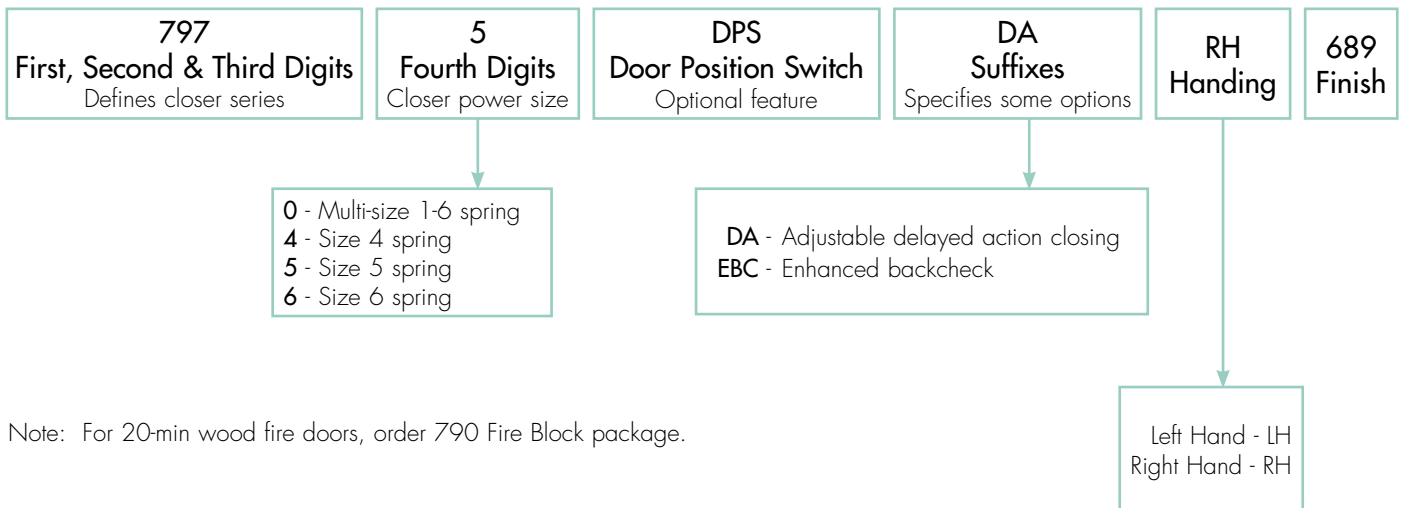 797
First, Second & Third Digits
Defines closer series
5
Fourth Digits
Closer power size
DPS
Door Position Switch
Optional feature
DA
Suffixes
Specifies some options
RH
Handing
689
Finish
0 - Multi-size 1-6 spring
4 - Size 4 spring
5 - Size 5 spring
6 - Size 6 spring
DA - Adjustable delayed action closing
EBC - Enhanced backcheck
Note: For 20-min wood fire doors, order 790 Fire Block package.
Left Hand - LH
Right Hand - RH